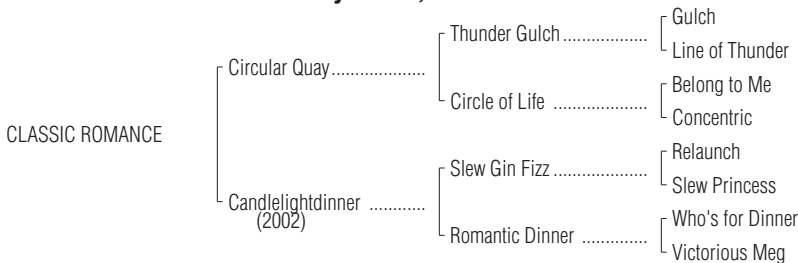 Gulch
Thunder Gulch
Line of Thunder
Circular Quay
Belong to Me
Circle of Life
Concentric
CLASSIC ROMANCE
Relaunch
Slew Gin Fizz
Slew Princess
Candlelightdinner
(2002)
Who's for Dinner
Romantic Dinner
Victorious Meg